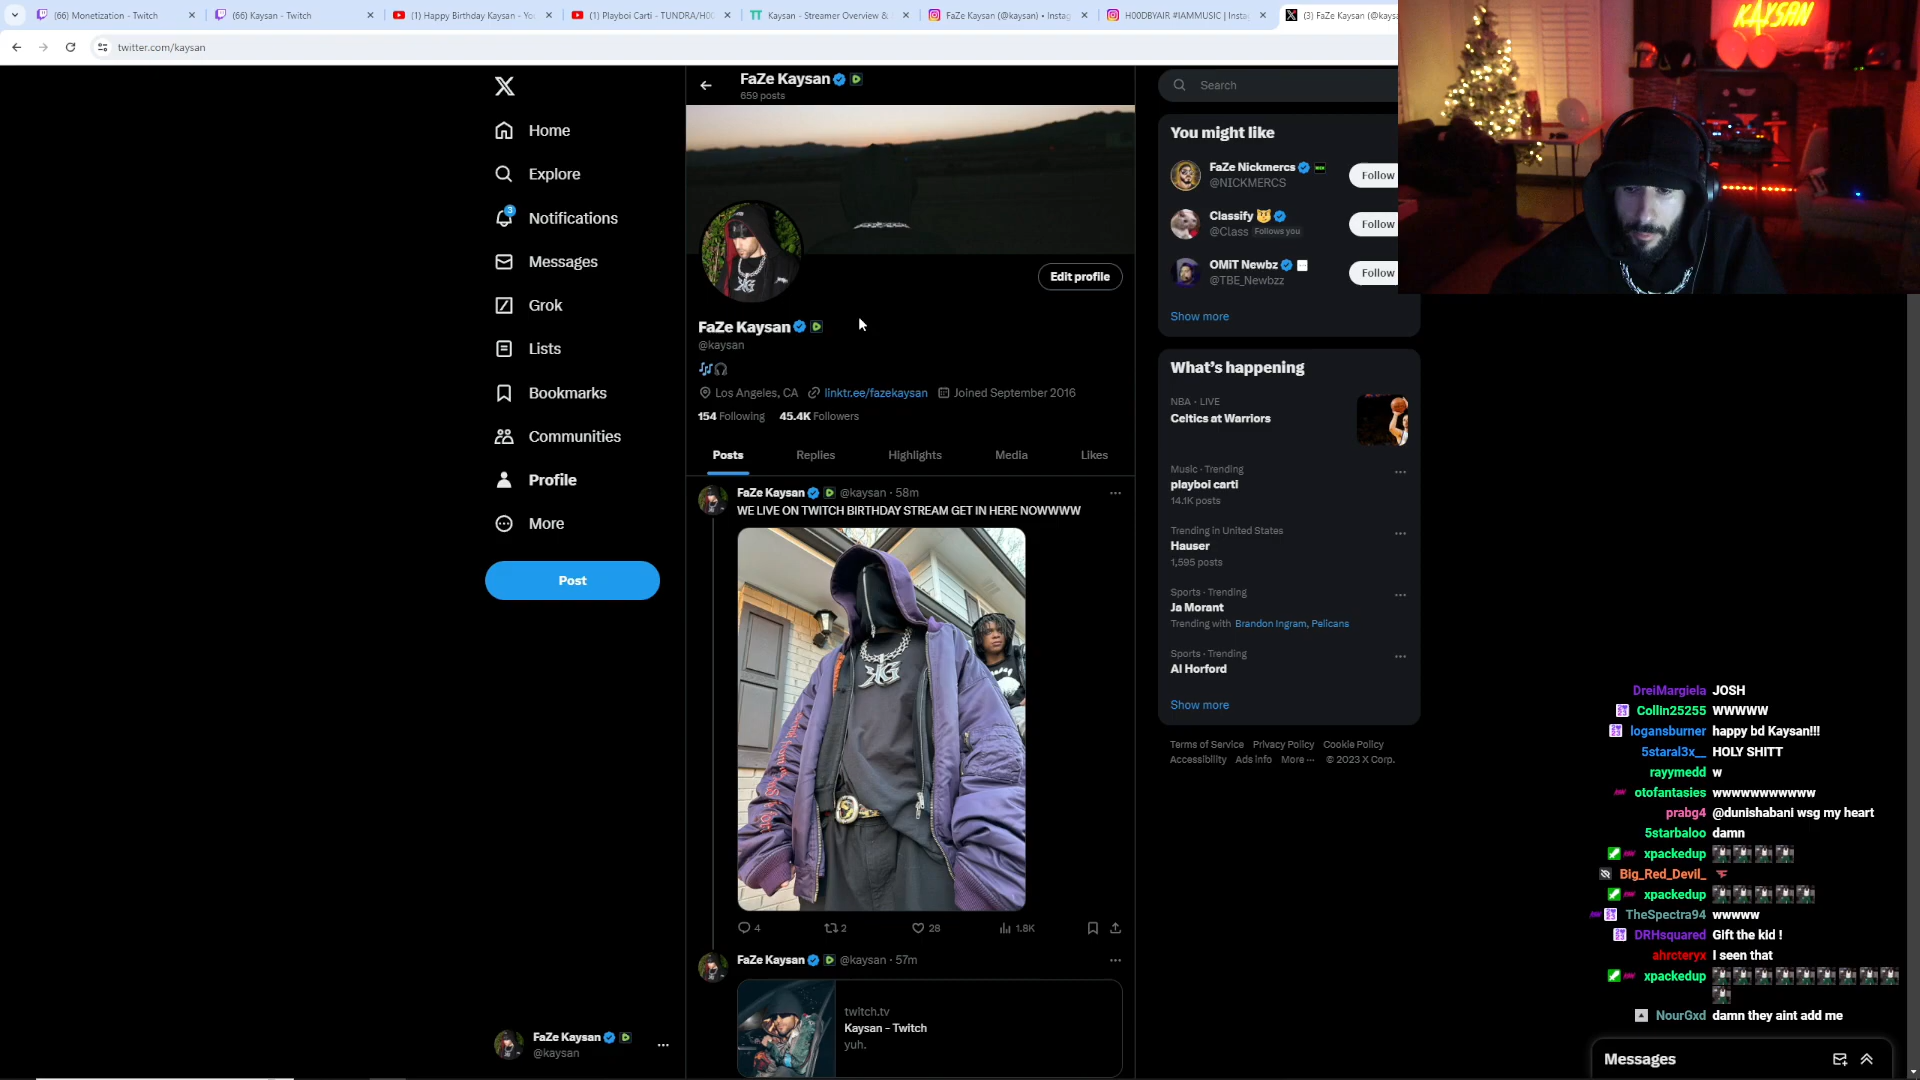 (66) Monetization - Twitch
(66) Kaysan - Twitch
(1) Happy Birthday Kaysan - Yo
(1) Playboi Carti - TUNDRA/HO
Kaysan - Streamer Overview &
FaZe Kaysan (@kaysan) • Instag
H00DBYAIR #IAMMUSIC | Insta
(3) FaZe Kaysan (@kays
twitter.com/kaysan
KAYSAN
FaZe Kaysan
659 posts
Home
Explore
3
Notifications
Messages
Grok
Lists
Bookmarks
Communities
Profile
More
Post
FaZe Kaysan
@kaysan
Edit profile
FaZe Kaysan
@kaysan
Los Angeles, CA
linktr.ee/fazekaysan
Joined September 2016
154 Following 45.4K Followers
Posts
Replies
Highlights
Media
Likes
FaZe Kaysan @kaysan · 58m
WE LIVE ON TWITCH BIRTHDAY STREAM GET IN HERE NOWWWW
4
2
28
1.8K
FaZe Kaysan @kaysan · 57m
twitch.tv
Kaysan - Twitch
yuh.
Search
You might like
FaZe Nickmercs
@NICKMERCS
Follow
Classify
@Class Follows you
Follow
OMiT Newbz
@TBE_Newbzz
Follow
Show more
What's happening
NBA · LIVE
Celtics at Warriors
Music · Trending
playboi carti
14.1K posts
Trending in United States
Hauser
1,595 posts
Sports · Trending
Ja Morant
Trending with Brandon Ingram, Pelicans
Sports · Trending
Al Horford
Show more
Terms of Service Privacy Policy Cookie Policy
Accessibility Ads info More ··· © 2023 X Corp.
DreiMargiela JOSH
Collin25255 WWWWW
logansburner happy bd Kaysan!!!
5staral3x__ HOLY SHITT
rayymedd w
otofantasies wwwwwwwwwww
prabg4 @dunishabani wsg my heart
5starbaloo damn
xpackedup
Big_Red_Devil_
xpackedup
TheSpectra94 wwwww
DRHsquared Gift the kid !
ahrcteryx I seen that
xpackedup
NourGxd damn they aint add me
Messages